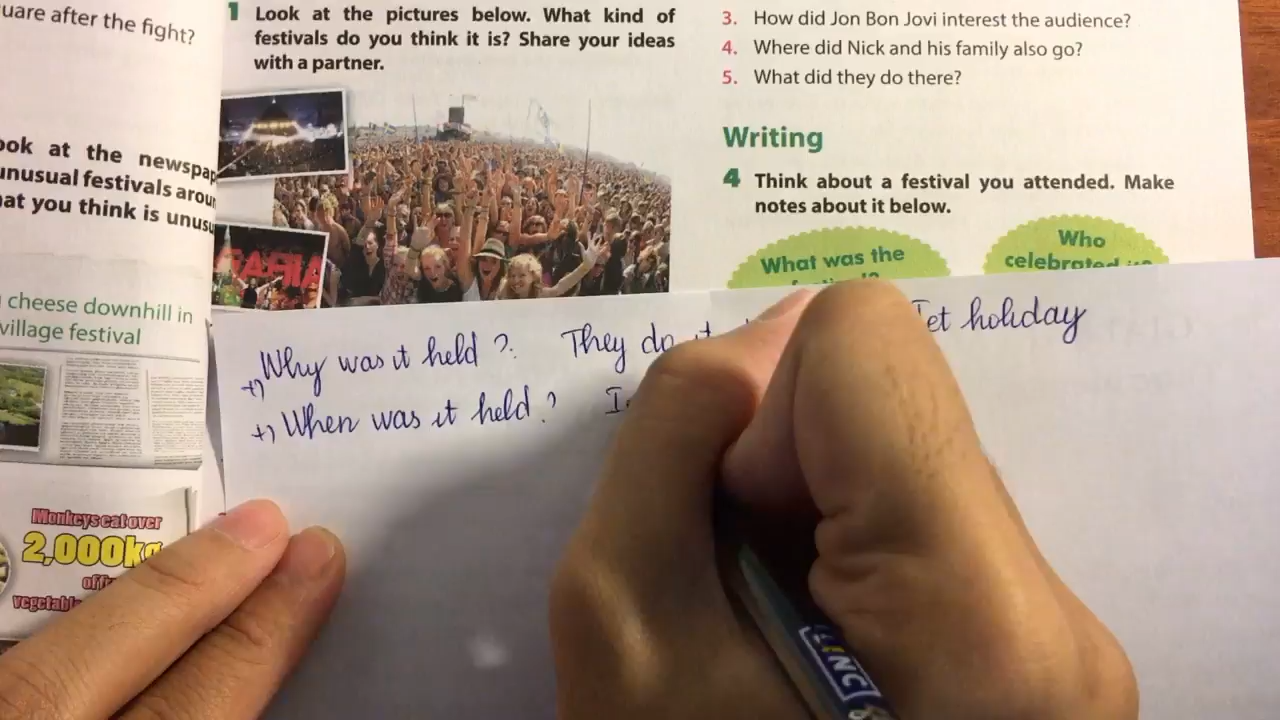 uare after the fight?
ook at the newspap
unusual festivals arou
at you think is unusu
cheese downhill in
village festival
Monkeys eat over
2,000kg
of
vegetabl
1 Look at the pictures below. What kind of
festivals do you think it is? Share your ideas
with a partner.
3. How did Jon Bon Jovi interest the audience?
4. Where did Nick and his family also go?
5. What did they do there?
Writing
4 Think about a festival you attended. Make
notes about it below.
What was the
Who
celebrated
+) Why was it held ? They do Tet holiday
+) When was it held ?